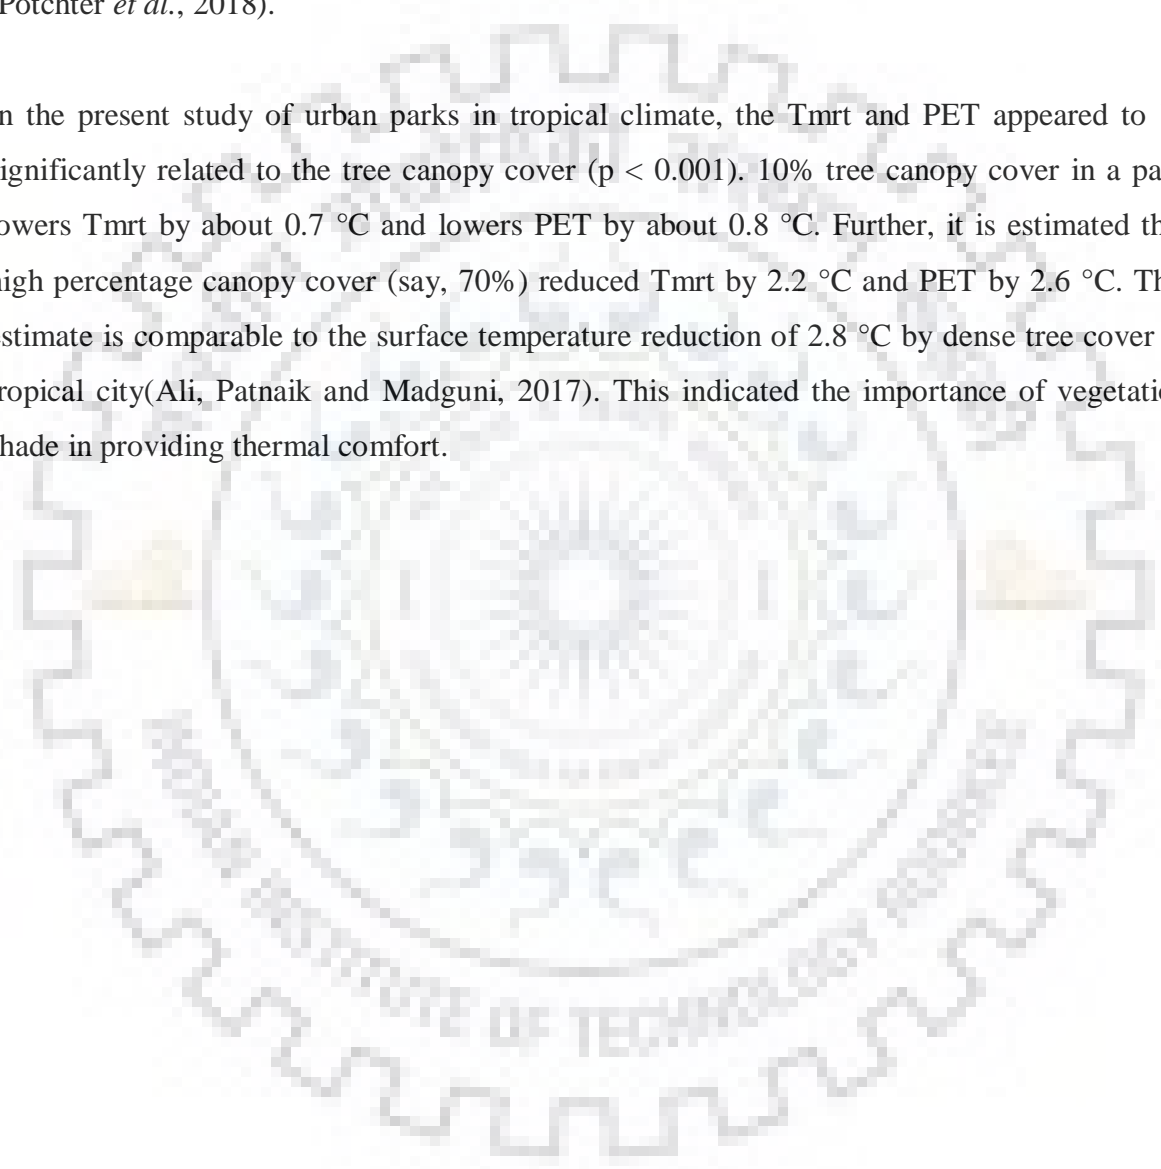 Potchter et al., 2018).
n the present study of urban parks in tropical climate, the Tmrt and PET appeared to
ignificantly related to the tree canopy cover (p < 0.001). 10% tree canopy cover in a pa
owers Tmrt by about 0.7 °C and lowers PET by about 0.8 °C. Further, it is estimated th
high percentage canopy cover (say, 70%) reduced Tmrt by 2.2 °C and PET by 2.6 °C. Th
stimate is comparable to the surface temperature reduction of 2.8 °C by dense tree cover
ropical city(Ali, Patnaik and Madguni, 2017). This indicated the importance of vegetatio
hade in providing thermal comfort.
INSTITUTE OF TECHNOLOGY ROORKEE